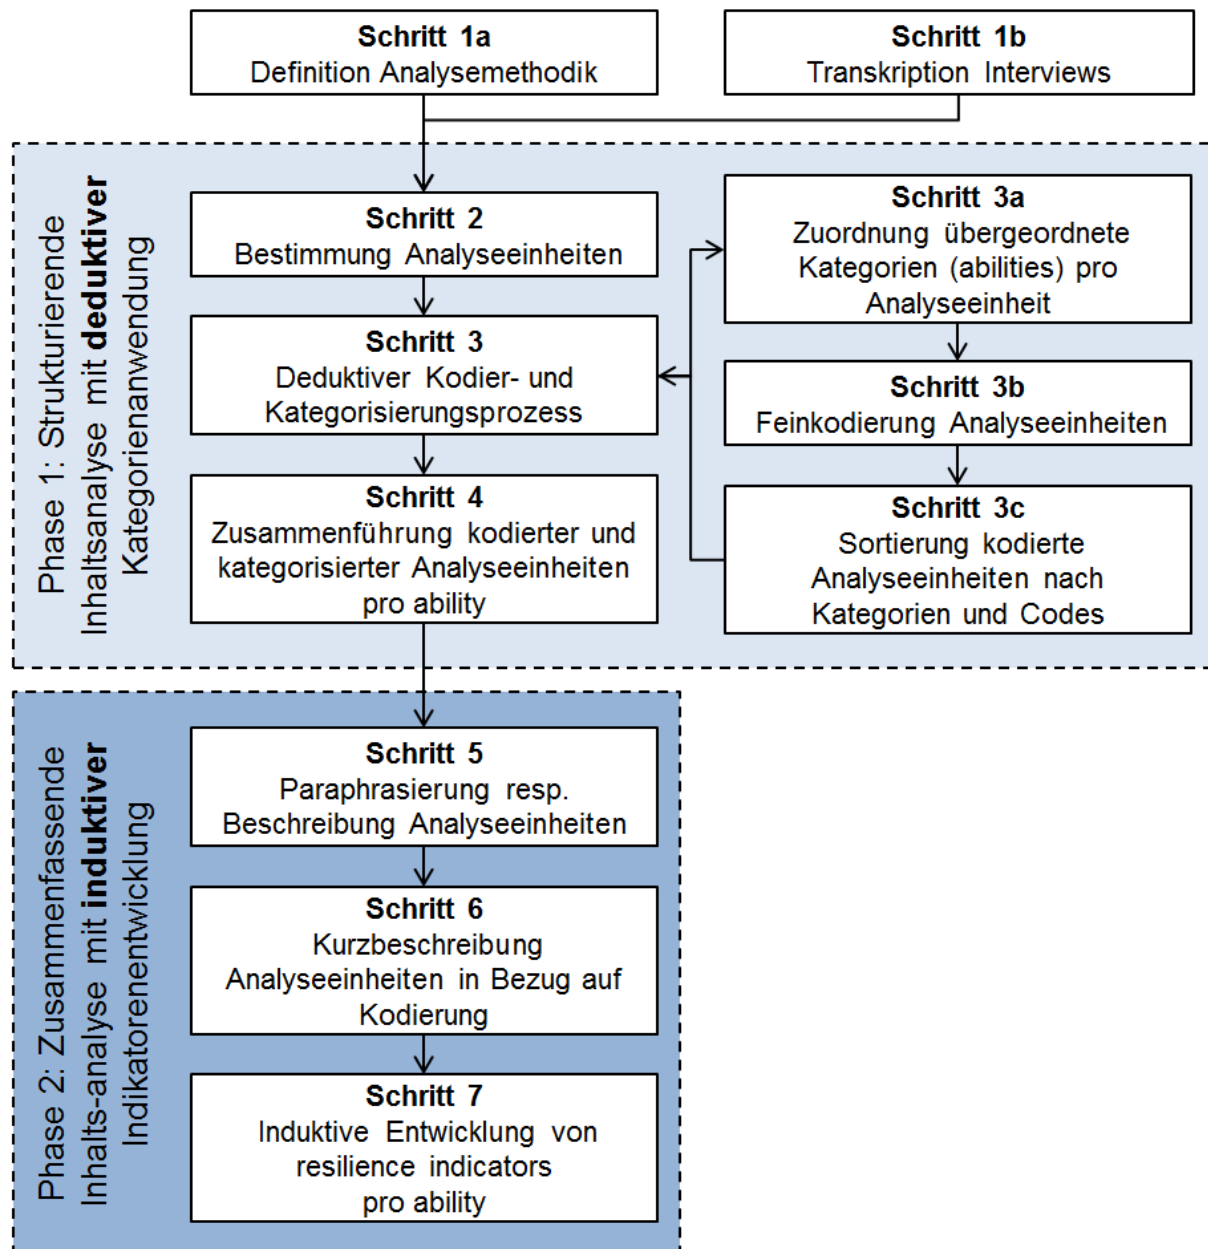 Schritt 1a
Definition Analysemethodik
Schritt 1b
Transkription Interviews
Phase 1: Strukturierende
Inhaltsanalyse mit deduktiver
Kategorienanwendung
Schritt 2
Bestimmung Analyseeinheiten
Schritt 3
Deduktiver Kodier- und
Kategorisierungsprozess
Schritt 4
Zusammenführung kodierter und
kategorisierter Analyseeinheiten
pro ability
Schritt 3a
Zuordnung übergeordnete
Kategorien (abilities) pro
Analyseeinheit
Schritt 3b
Feinkodierung Analyseeinheiten
Schritt 3c
Sortierung kodierte
Analyseeinheiten nach
Kategorien und Codes
Phase 2: Zusammenfassende
Inhalts-analyse mit induktiver
Indikatorenentwicklung
Schritt 5
Paraphrasierung resp.
Beschreibung Analyseeinheiten
Schritt 6
Kurzbeschreibung
Analyseeinheiten in Bezug auf
Kodierung
Schritt 7
Induktive Entwicklung von
resilience indicators
pro ability